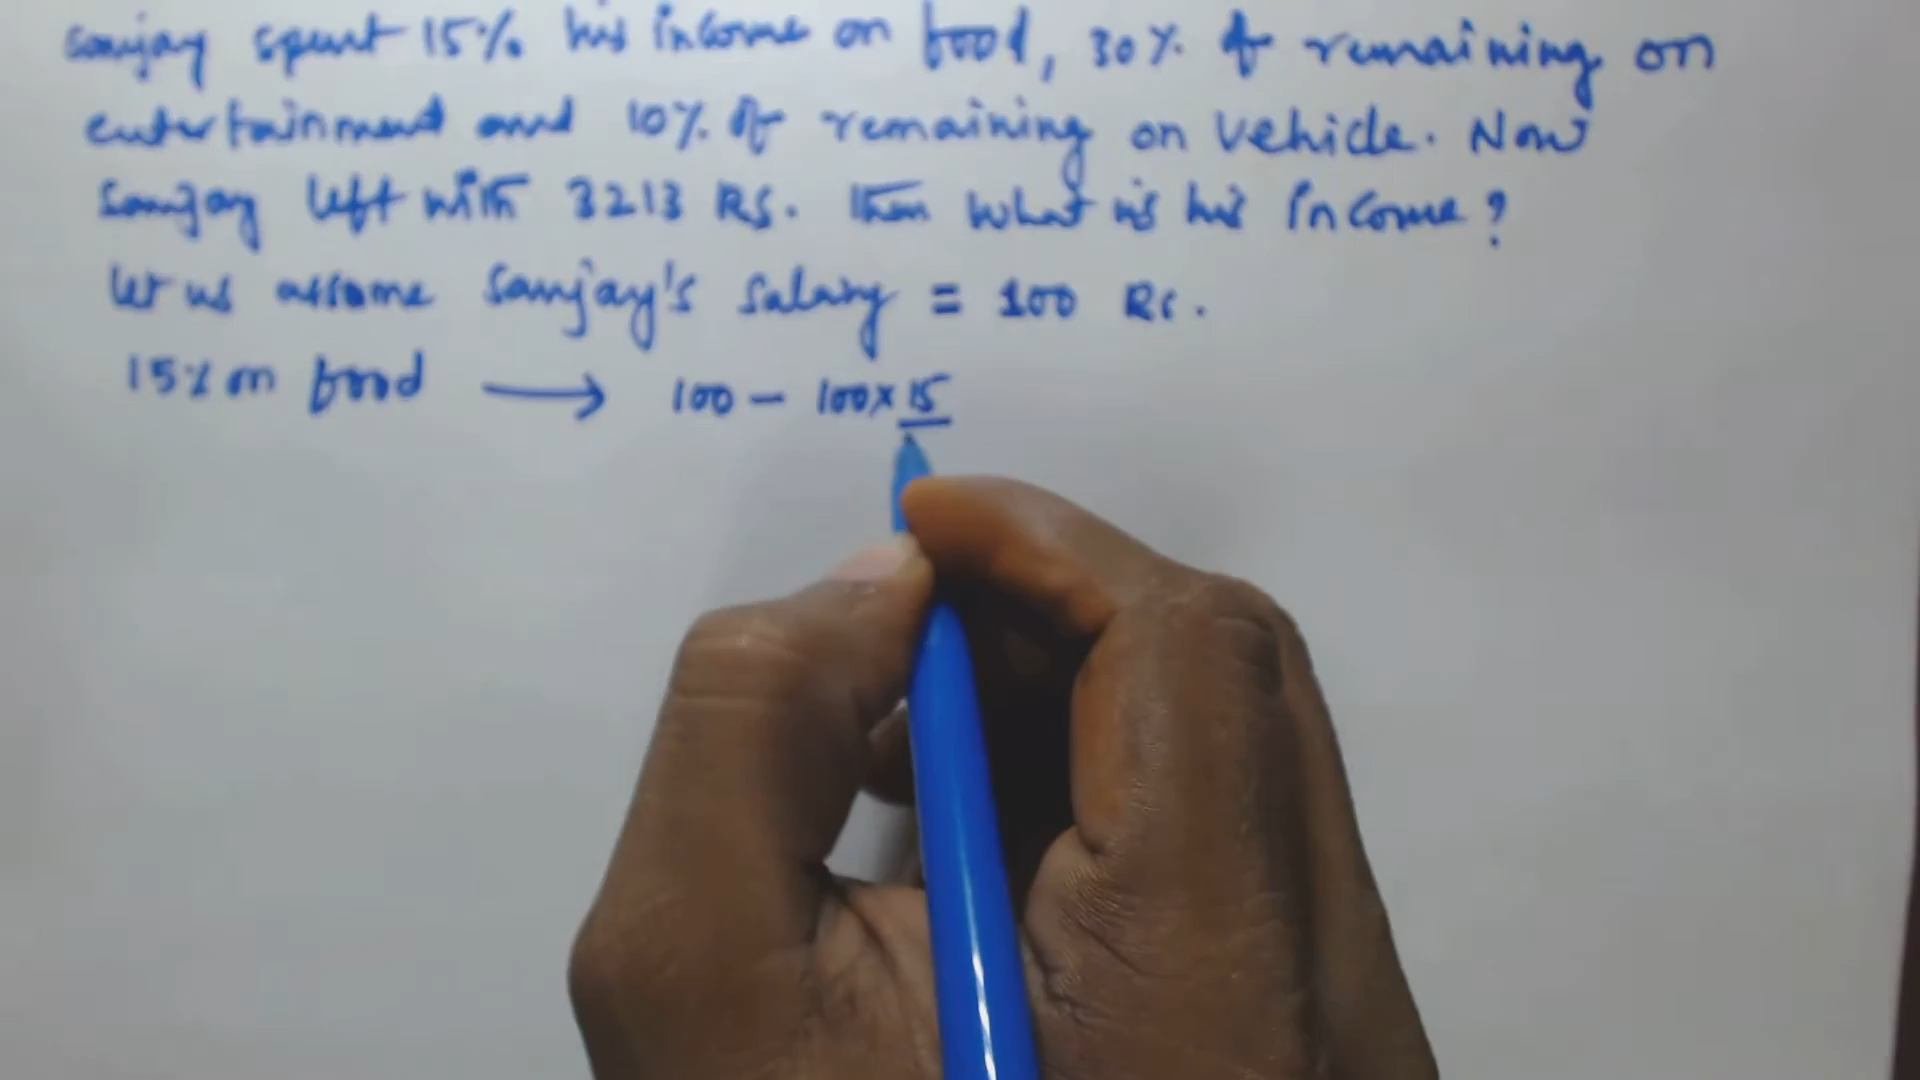 Sanjay spent 15% his income on food, 30% of remaining on
entertainment and 10% of remaining on Vehicle. Now
Sanjay left with 3213 RS. then what is his income?
let us assume Sanjay's Salary = 100 Rs.
15% on food → 100 - 100 × 15